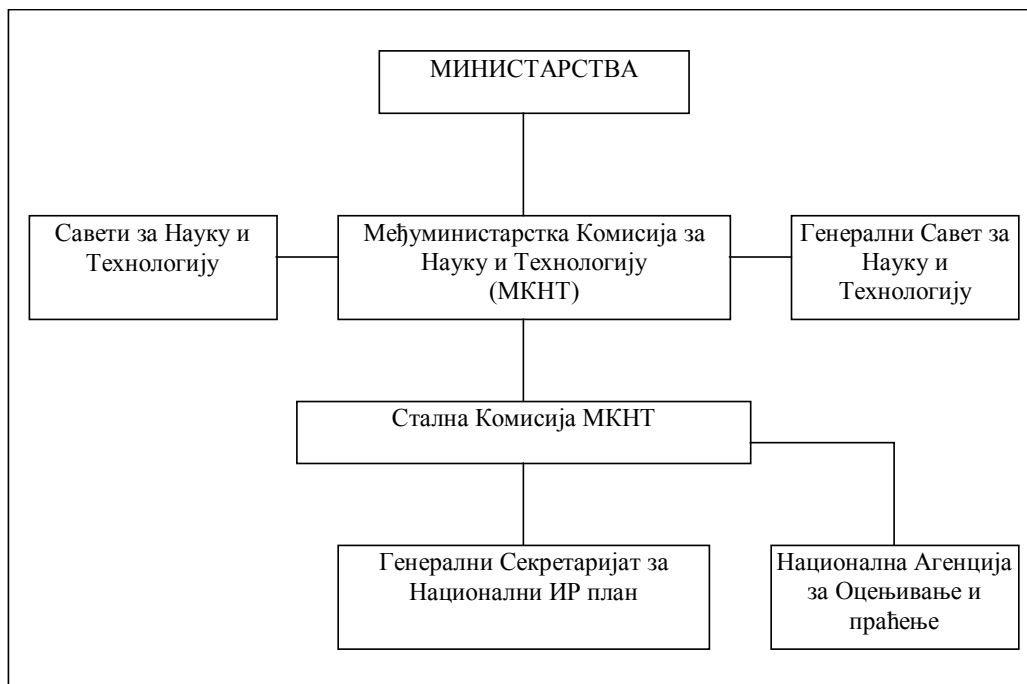 МИНИСТАРСТВА
Савети за Науку и
Технологију
Међуминистарстка Комисија за
Науку и Технологију
(МКНТ)
Генерални Савет за
Науку и
Технологију
Стална Комисија МКНТ
Генерални Секретаријат за
Национални ИР план
Национална Агенција
за Оцењивање и
праћење